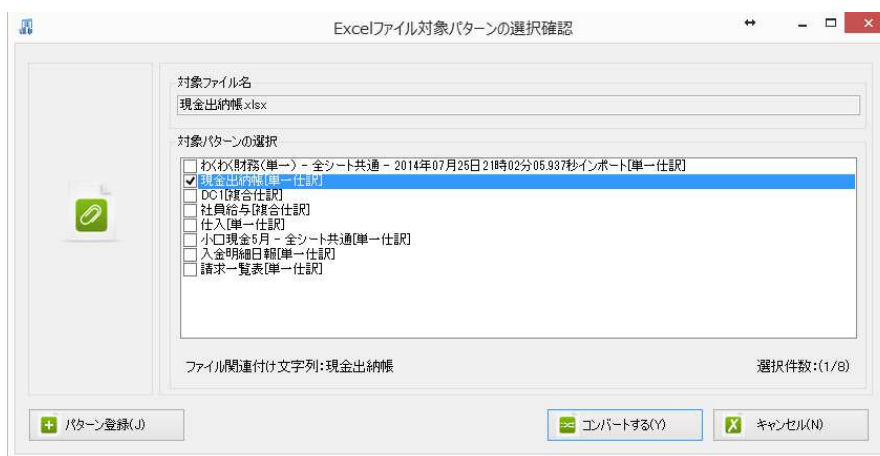 Excelファイル対象パターンの選択確認
対象ファイル名
現金出納帳.xlsx
対象パターンの選択
わくわく財務(単一) - 全シート共通 - 2014年07月25日21時02分05.937秒インポート[単一仕訳]
現金出納帳[単一仕訳]
DC1[複合仕訳]
社員給与[複合仕訳]
仕入[単一仕訳]
小口現金5月 - 全シート共通[単一仕訳]
入金明細日報[単一仕訳]
請求一覧表[単一仕訳]
ファイル関連付け文字列:現金出納帳
選択件数:(1/8)
パターン登録(J)
コンバートする(Y)
キャンセル(N)